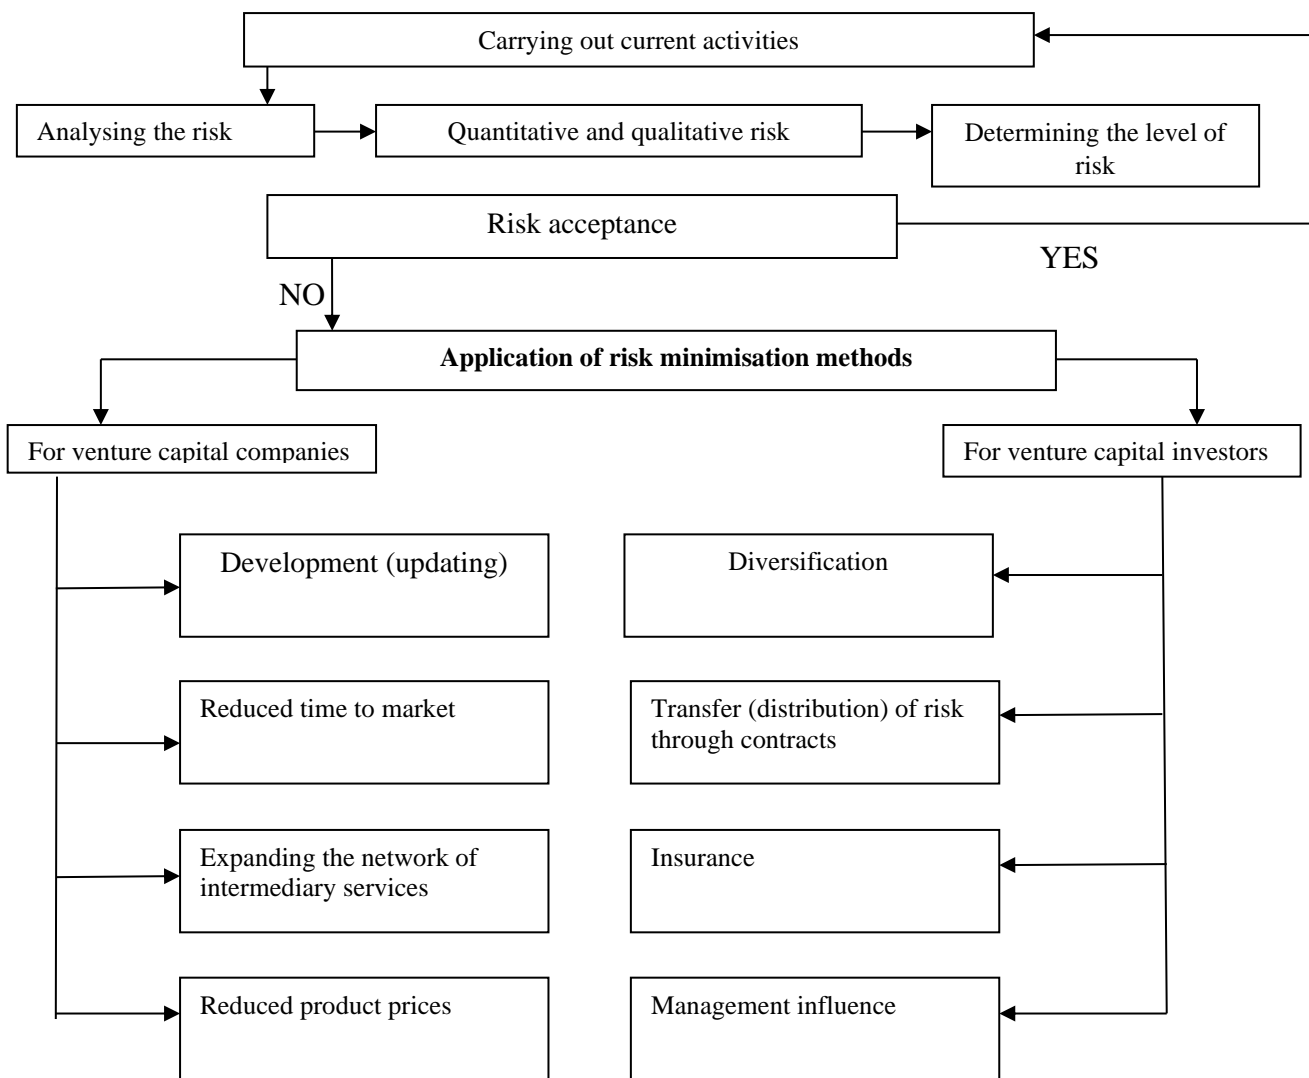 Carrying out current activities
Analysing the risk
Quantitative and qualitative risk
Determining the level of
risk
Risk acceptance
YES
NO
Application of risk minimisation methods
For venture capital companies
For venture capital investors
Development (updating)
Diversification
Reduced time to market
Transfer (distribution) of risk
through contracts
Expanding the network of
intermediary services
Insurance
Reduced product prices
Management influence